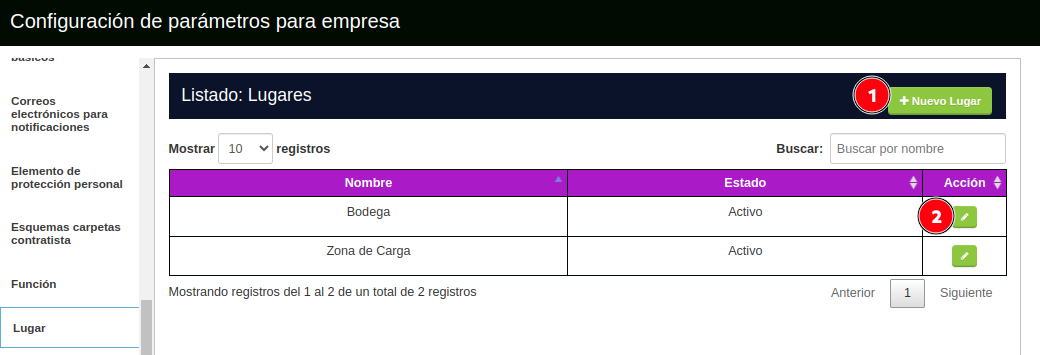 Configuración de parámetros para empresa
básicos
Correos
electrónicos para
notificaciones
Elemento de
protección personal
Esquemas carpetas
contratista
Función
Lugar
Listado: Lugares
1
Nuevo Lugar
Mostrar 10 registros
Buscar: Buscar por nombre
Nombre Estado Acción
Bodega Activo 2
Zona de Carga Activo
Mostrando registros del 1 al 2 de un total de 2 registros
Anterior 1 Siguiente